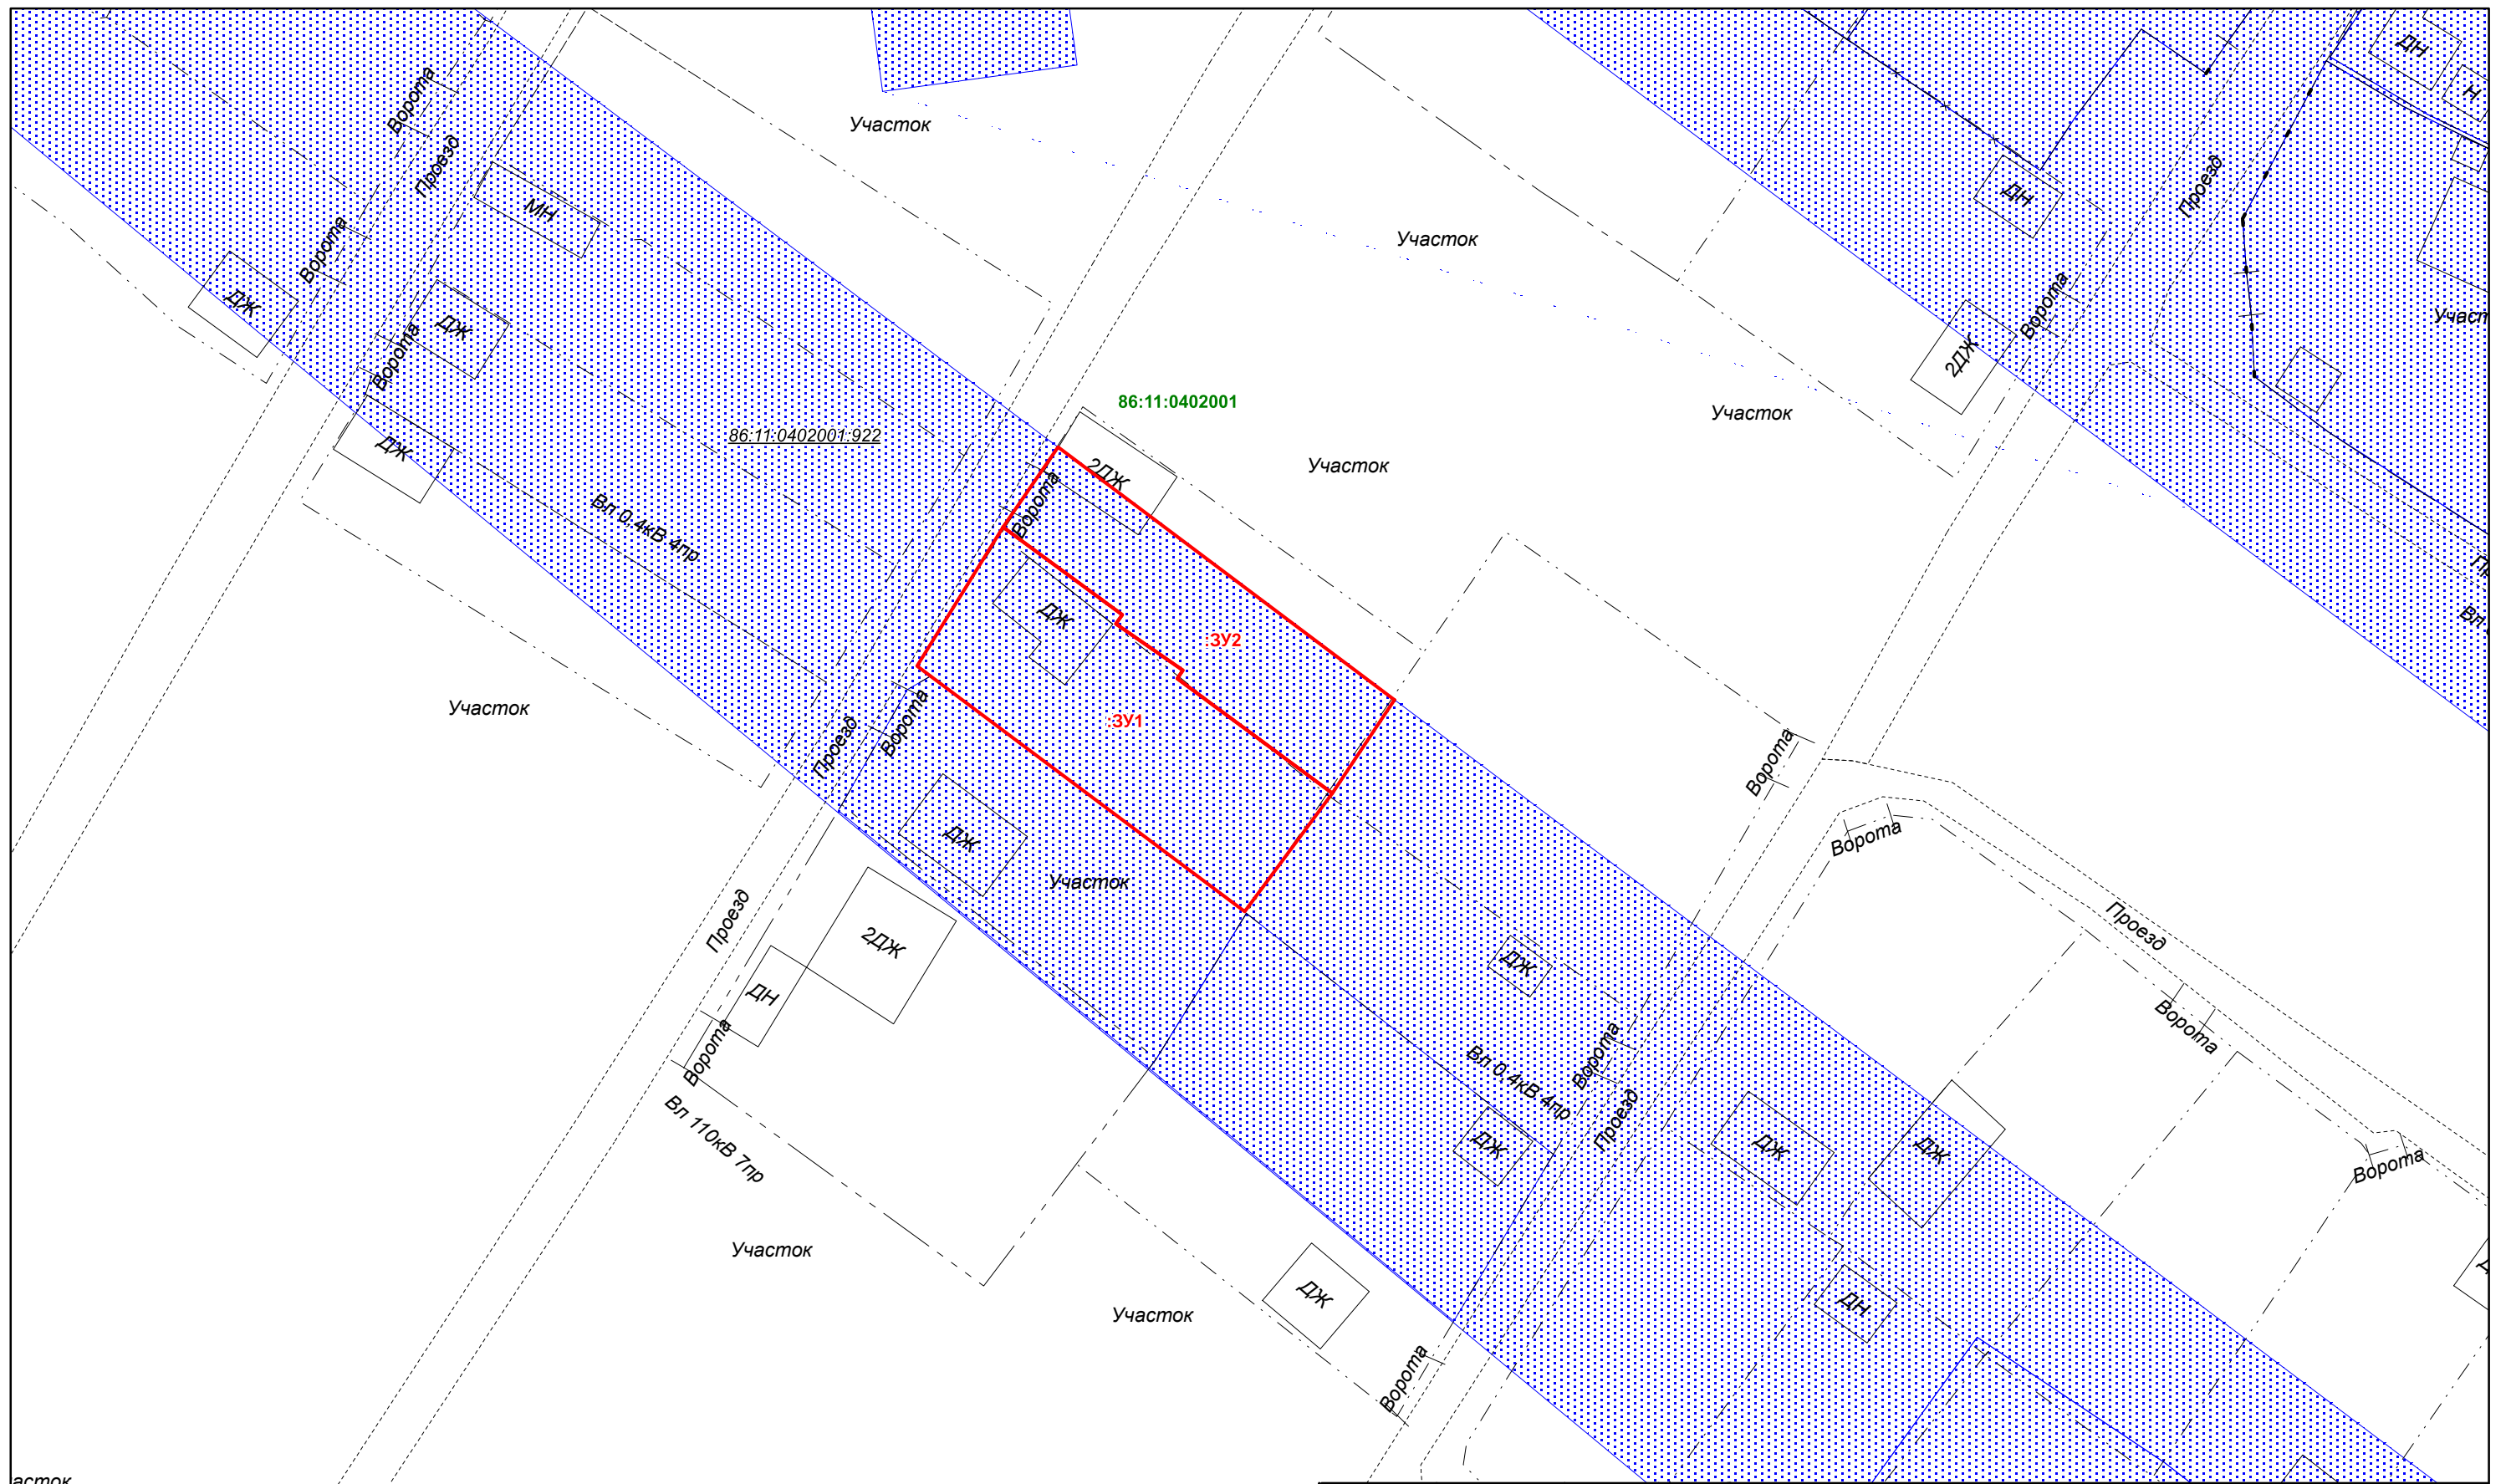 ДН
Н
Ворота
Участок
Проезд
Проезд
МН
ДН
Ворота
Участок
ДЖ
Ворота
ДЖ
Ворота
2ДЖ
86:11:0402001
Участок
86:11:0402001:922
ДЖ
Участок
2ДЖ
Ворота
Вл 0,4кВ 4пр
ДЖ
:ЗУ2
Участок
:ЗУ1
Ворота
Проезд
Ворота
ДЖ
Ворота
Участок
Проезд
Проезд
2ДЖ
ДЖ
ДН
Ворота
Ворота
Ворота
Вл 0,4кВ 4пр
Проезд
Вл 110кВ 7пр
ДЖ
ДЖ
ДЖ
Ворота
Участок
ДЖ
ДН
Участок
Ворота